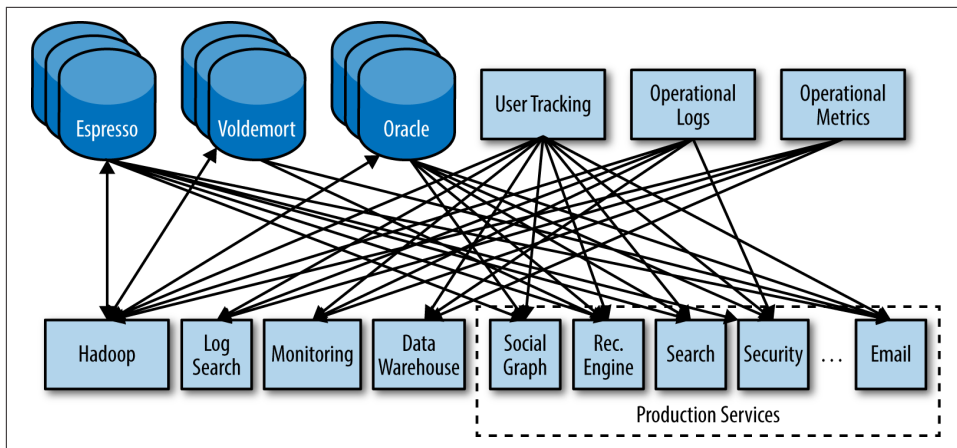 Espresso
Voldemort
Oracle
User Tracking
Operational
Logs
Operational
Metrics
Hadoop
Log
Search
Monitoring
Data
Warehouse
Social
Graph
Rec.
Engine
Search
Security
...
Email
Production Services